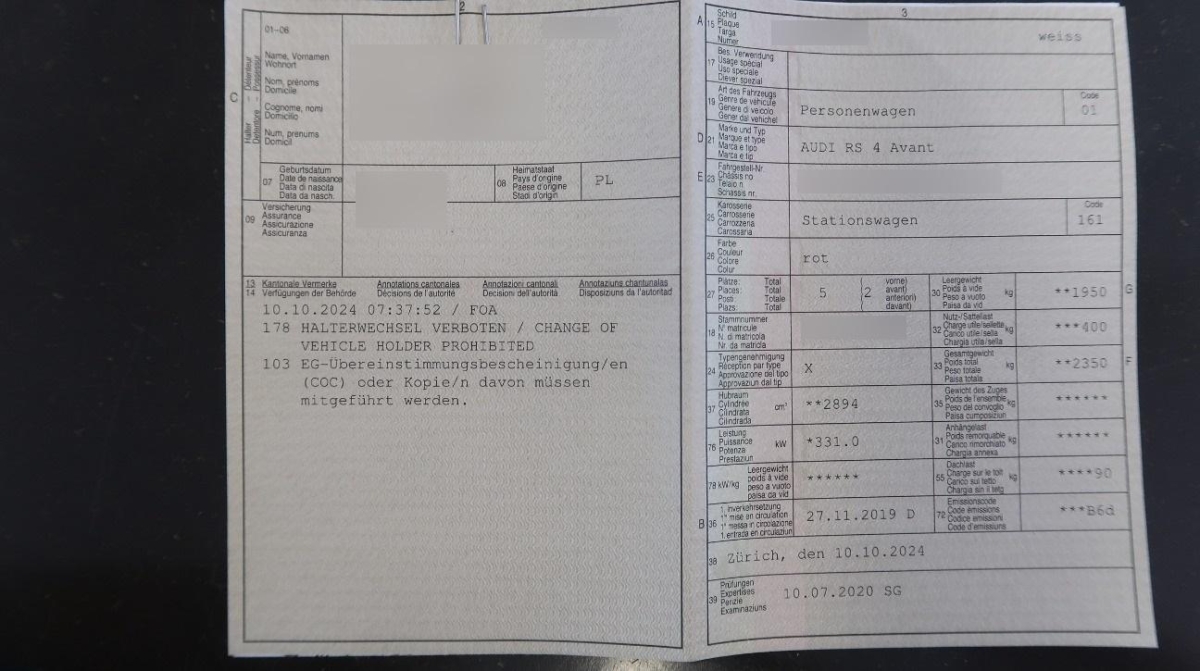 2
01-06
C
Halter - Détenteur
Detentore - Possessur
Name, Vornamen
Wohnort
Nom, prénoms
Domicile
Cognome, nomi
Domicilio
Num, prenums
Domicil
07
Geburtsdatum
Date de naissance
Data di nascita
Data da nasch.
08
Heimatstaat
Pays d'origine
Paese d'origine
Stadi d'origin
PL
09
Versicherung
Assurance
Assicurazione
Assicuranza
13 Kantonale Vermerke Annotations cantonales Annotazioni cantonali Annotaziuns chantunalas
14 Verfügungen der Behörde Décisions de l'autorité Decisioni dell'autorità Disposiziuns da l'autoritad
10.10.2024 07:37:52 / FOA
178 HALTERWECHSEL VERBOTEN / CHANGE OF
VEHICLE HOLDER PROHIBITED
103 EG-Übereinstimmungsbescheinigung/en
(COC) oder Kopie/n davon müssen
mitgeführt werden.
3
A 15
Schild
Plaque
Targa
Numer
weiss
17
Bes. Verwendung
Usage spécial
Uso speciale
Diever spezial
19
Art des Fahrzeugs
Genre de véhicule
Genere di veicolo
Gener dal vehichel
Personenwagen
Code
01
D 21
Marke und Typ
Marque et type
Marca e tipo
Marca e tip
AUDI RS 4 Avant
E 23
Fahrgestell-Nr.
Châssis no
Telaio n.
Schassis nr.
25
Karosserie
Carrosserie
Carrozzeria
Carossaria
Stationswagen
Code
161
26
Farbe
Couleur
Colore
Colur
rot
27
Plätze: Total
Places: Total
Posti: Totale
Plazs: Total
5
2
vorne)
avant)
anteriori)
davant)
30
Leergewicht
Poids à vide
Peso a vuoto
Paisa da vid
kg
**1950
G
18
Stammnummer
N° matricule
N. di matricola
Nr. da matricla
32
Nutz-/Sattellast
Charge utile/sellette
Carico utile/sella
Chargia utila/sella
kg
***400
24
Typengenehmigung
Réception par type
Approvazione del tipo
Approvaziun dal tip
X
33
Gesamtgewicht
Poids total
Peso totale
Paisa totala
kg
**2350
F
37
Hubraum
Cylindrée
Cilindrata
Cilindrada
cm³
**2894
35
Gewicht des Zuges
Poids de l'ensemble
Peso del convoglio
Paisa cumposiziun
kg
******
76
Leistung
Puissance
Potenza
Prestaziun
kW
*331.0
31
Anhängelast
Poids remorquable
Carico rimorchiato
Chargia annexa
kg
******
78 kW/kg
Leergewicht
poids à vide
peso a vuoto
paisa da vid
******
55
Dachlast
Charge sur le toit
Carico sul tetto
Chargia sin il tetg
kg
****90
B 36
1. Inverkehrsetzung
1re mise en circulation
1a messa in circolazione
1. entrada en circulaziun
27.11.2019 D
72
Emissionscode
Code émissions
Codice emissioni
Code d'emissiuns
***B6d
38 Zürich, den 10.10.2024
39
Prüfungen
Expertises
Perizie
Examinaziuns
10.07.2020 SG